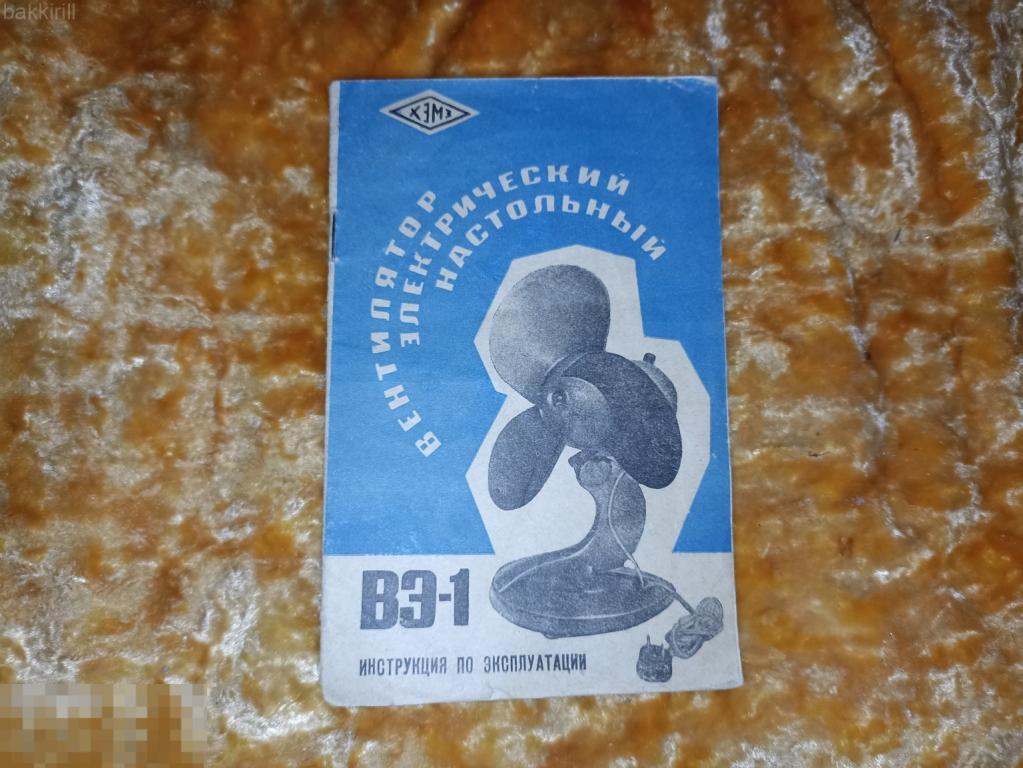 bakkirill
ХЭМЗ
ВЕНТИЛЯТОР
ЭЛЕКТРИЧЕСКИЙ
НАСТОЛЬНЫЙ
ВЭ-1
ИНСТРУКЦИЯ ПО ЭКСПЛУАТАЦИИ